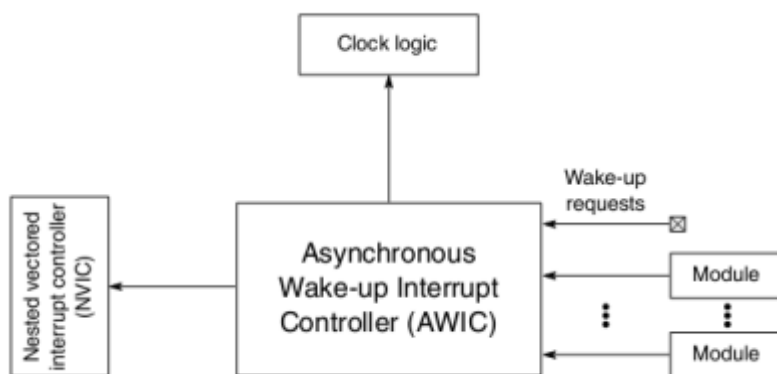 Clock logic
Wake-up
requests
Nested vectored
interrupt controller
(NVIC)
Asynchronous
Wake-up Interrupt
Controller (AWIC)
Module
Module